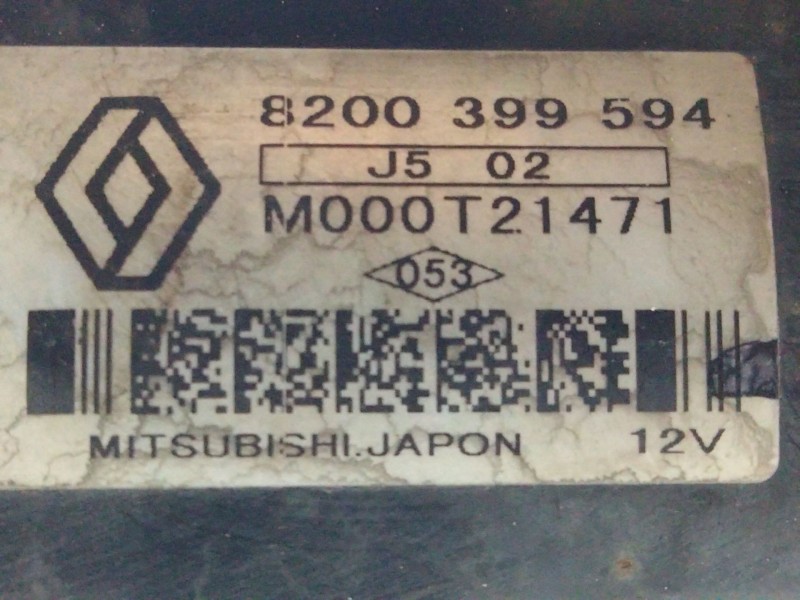 8200 399 594
J5 02
M000T21471
053
MITSUBISHI.JAPON 12V